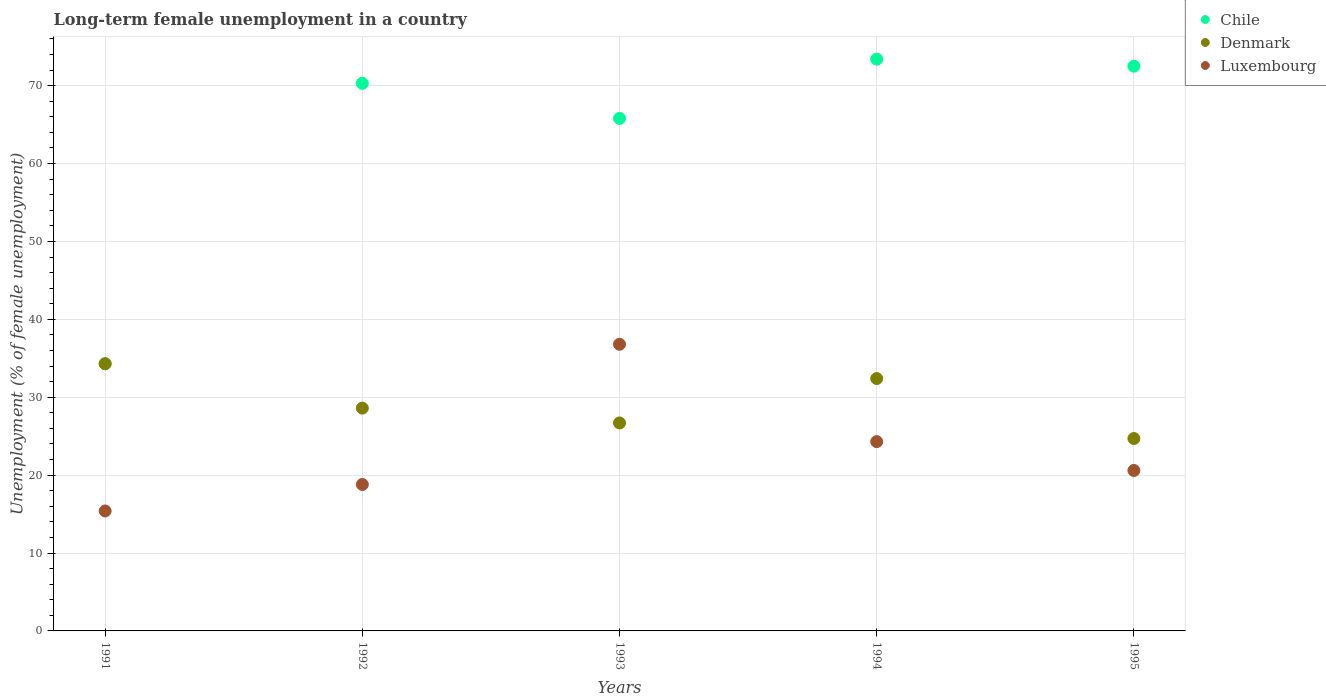 Long-term female unemployment in a country
Chile
Denmark
Luxembourg
Unemployment (% of female unemployment)
70
60
50
40
30
20
10
0
1991
1992
1993
1994
1995
Years